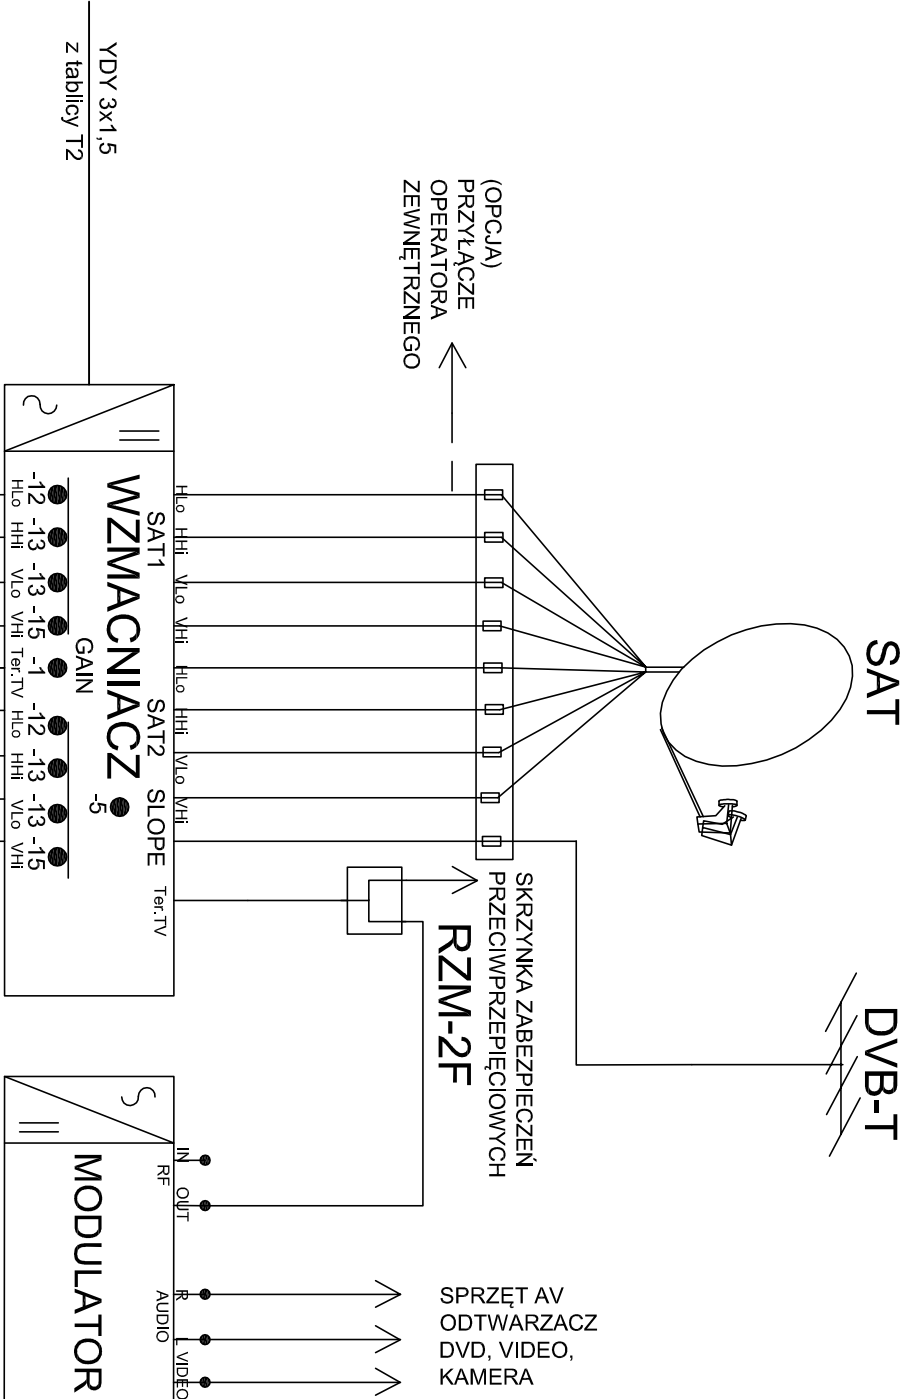 SAT
DVB-T
YDY 3x1,5
z tablicy T2
(OPCJA)
PRZYŁĄCZE
OPERATORA
ZEWNĘTRZNEGO
SKRZYNKA ZABEZPIECZEŃ
PRZECIWPRZEPIĘCIOWYCH
RZM-2F
HLo HHi VLo VHi HLo HHi VLo VHi Ter.TV
SAT1 SAT2 SLOPE
WZMACNIACZ -5
GAIN
-12 -13 -13 -15 -1 -12 -13 -13 -15
HLo HHi VLo VHi Ter.TV HLo HHi VLo VHi
IN OUT R L VIDEO
RF AUDIO
MODULATOR
SPRZĘT AV
ODTWARZACZ
DVD, VIDEO,
KAMERA